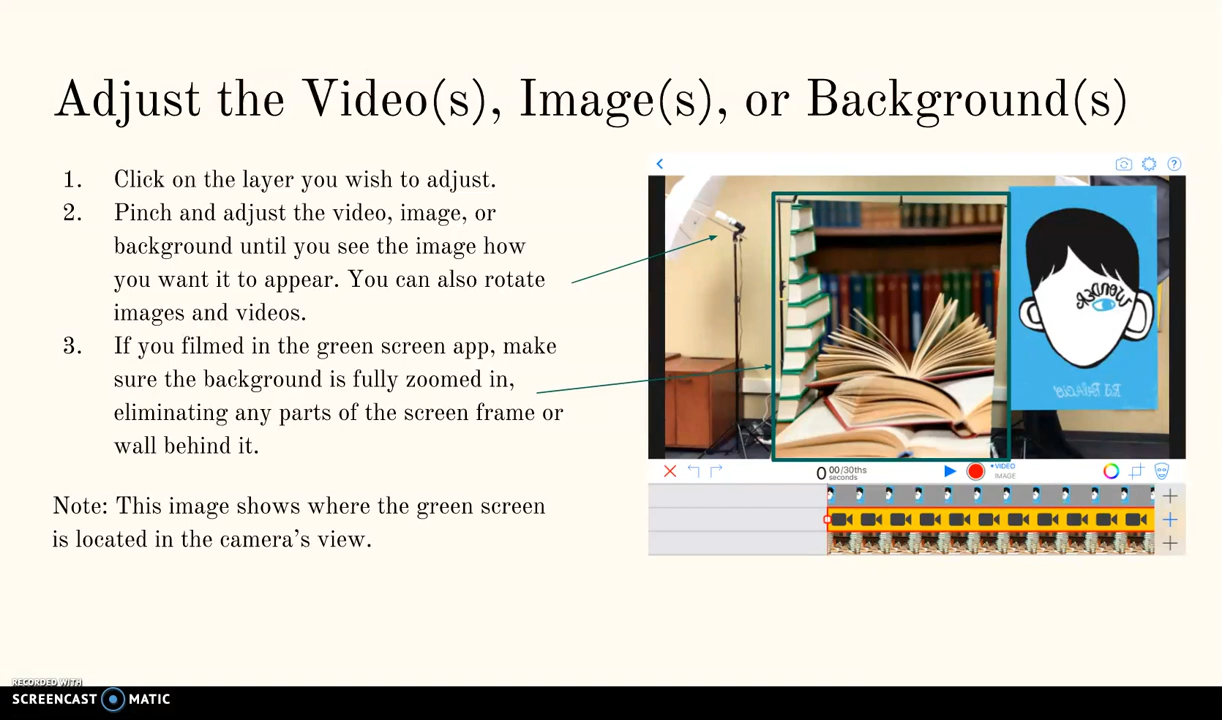 Adjust the Video(s), Image(s), or Background(s)
1. Click on the layer you wish to adjust.
2. Pinch and adjust the video, image, or
background until you see the image how
you want it to appear. You can also rotate
images and videos.
3. If you filmed in the green screen app, make
sure the background is fully zoomed in,
eliminating any parts of the screen frame or
wall behind it.
Note: This image shows where the green screen
is located in the camera's view.
?
WONDER
0 00/30ths
seconds
VIDEO
IMAGE
RECORDED WITH
SCREENCAST MATIC